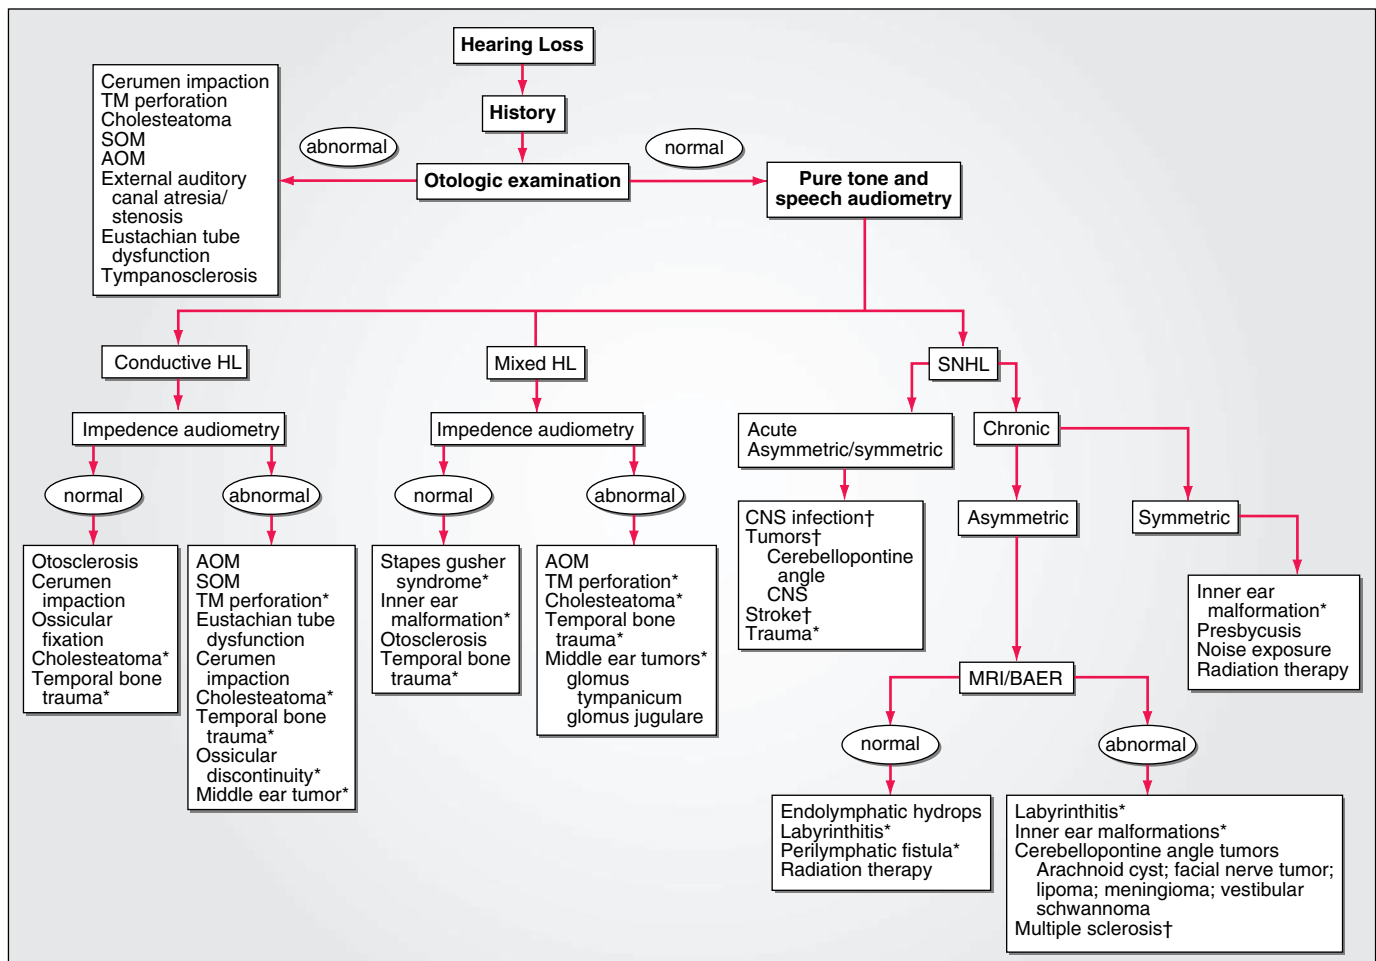 Hearing Loss
History
abnormal
normal
Otologic examination
Cerumen impaction
TM perforation
Cholesteatoma
SOM
AOM
External auditory
canal atresia/
stenosis
Eustachian tube
dysfunction
Tympanosclerosis
Pure tone and
speech audiometry
Conductive HL
Mixed HL
SNHL
Impedence audiometry
Impedence audiometry
Acute
Asymmetric/symmetric
Chronic
normal
abnormal
normal
abnormal
Asymmetric
Symmetric
Otosclerosis
Cerumen
impaction
Ossicular
fixation
Cholesteatoma*
Temporal bone
trauma*
AOM
SOM
TM perforation*
Eustachian tube
dysfunction
Cerumen
impaction
Cholesteatoma*
Temporal bone
trauma*
Ossicular
discontinuity*
Middle ear tumor*
Stapes gusher
syndrome*
Inner ear
malformation*
Otosclerosis
Temporal bone
trauma*
AOM
TM perforation*
Cholesteatoma*
Temporal bone
trauma*
Middle ear tumors*
glomus
tympanicum
glomus jugulare
CNS infection†
Tumors†
Cerebellopontine
angle
CNS
Stroke†
Trauma*
Inner ear
malformation*
Presbycusis
Noise exposure
Radiation therapy
MRI/BAER
normal
abnormal
Endolymphatic hydrops
Labyrinthitis*
Perilymphatic fistula*
Radiation therapy
Labyrinthitis*
Inner ear malformations*
Cerebellopontine angle tumors
Arachnoid cyst; facial nerve tumor;
lipoma; meningioma; vestibular
schwannoma
Multiple sclerosis†